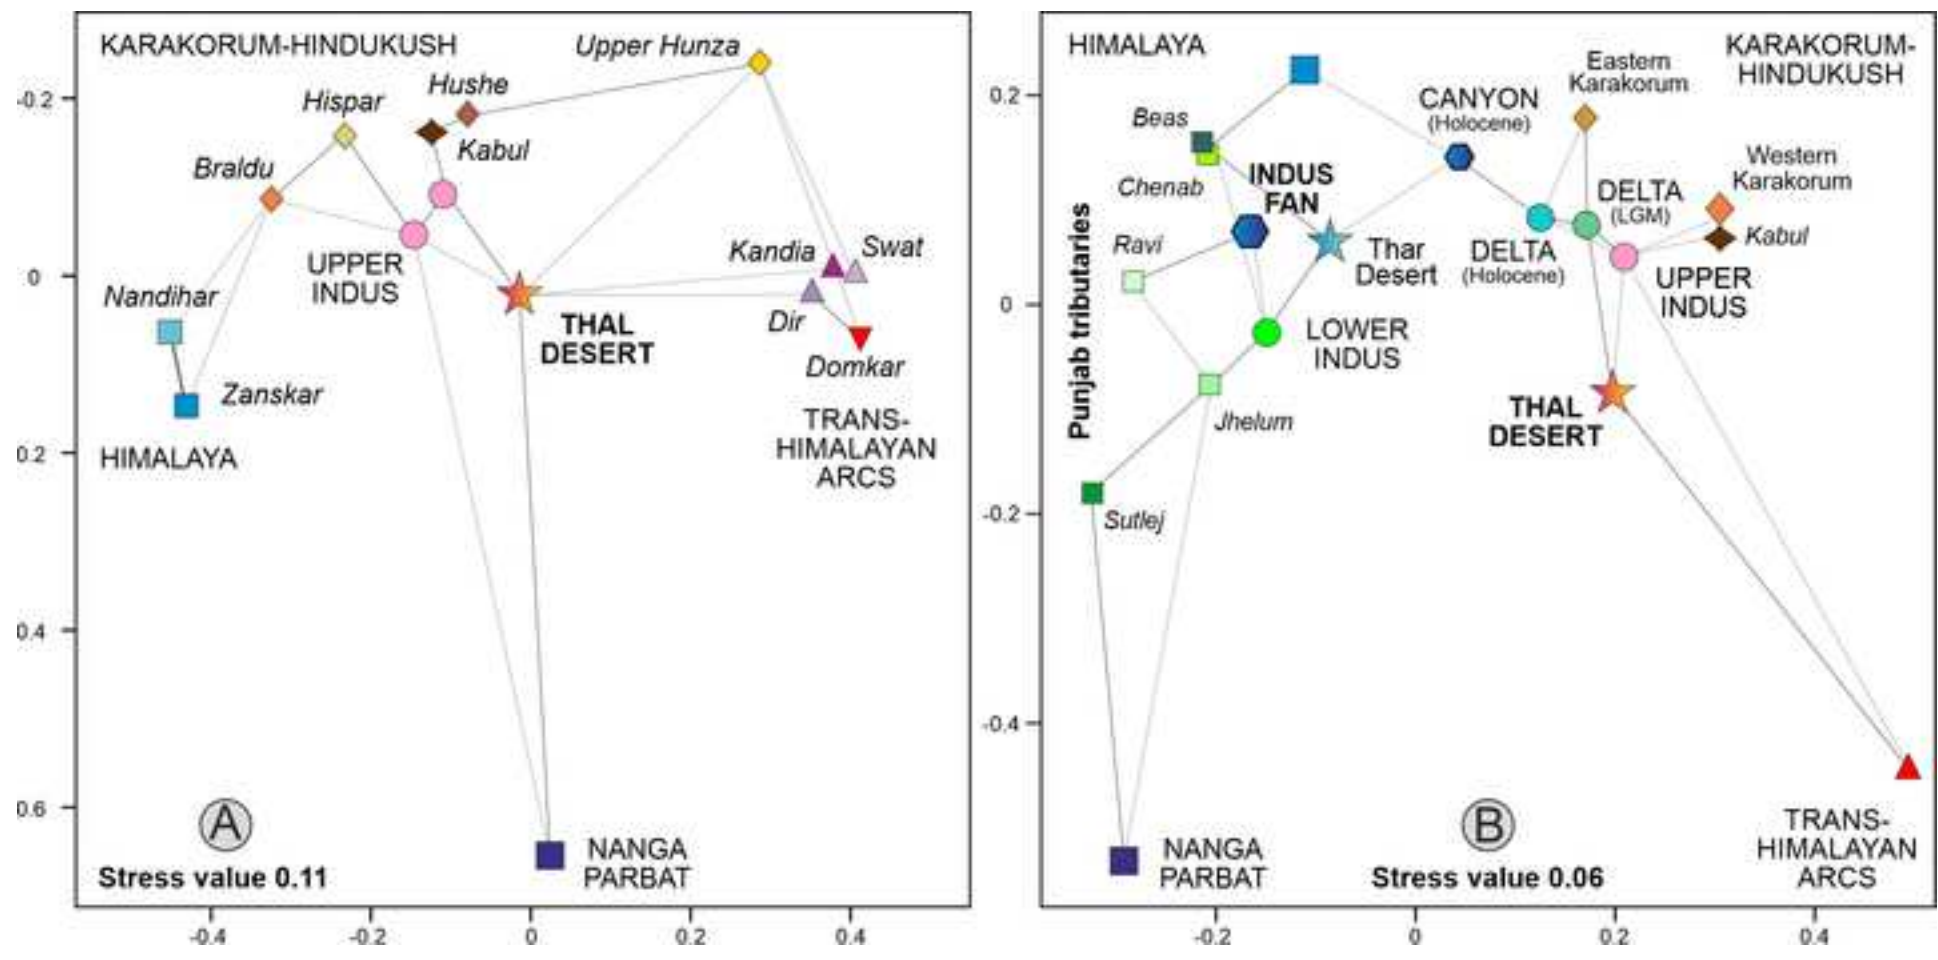 KARAKORUM-HINDUKUSH
Upper Hunza
Hushe
Hispar
Kabul
Braldu
Nandihar
UPPER
INDUS
Kandia
Swat
Dir
THAL
DESERT
Domkar
Zanskar
HIMALAYA
TRANS-
HIMALAYAN
ARCS
A
Stress value 0.11
NANGA
PARBAT
-0.2
0
0.2
0.4
0.6
-0.4
-0.2
0
0.2
0.4
HIMALAYA
KARAKORUM-
HINDUKUSH
Eastern
Karakorum
CANYON
(Holocene)
Beas
Western
Karakorum
Chenab
INDUS
FAN
DELTA
(LGM)
Kabul
Ravi
Thar
Desert
DELTA
(Holocene)
UPPER
INDUS
Punjab tributaries
LOWER
INDUS
Jhelum
THAL
DESERT
Sutlej
NANGA
PARBAT
B
Stress value 0.06
TRANS-
HIMALAYAN
ARCS
0.2
0
-0.2
-0.4
-0.2
0
0.2
0.4